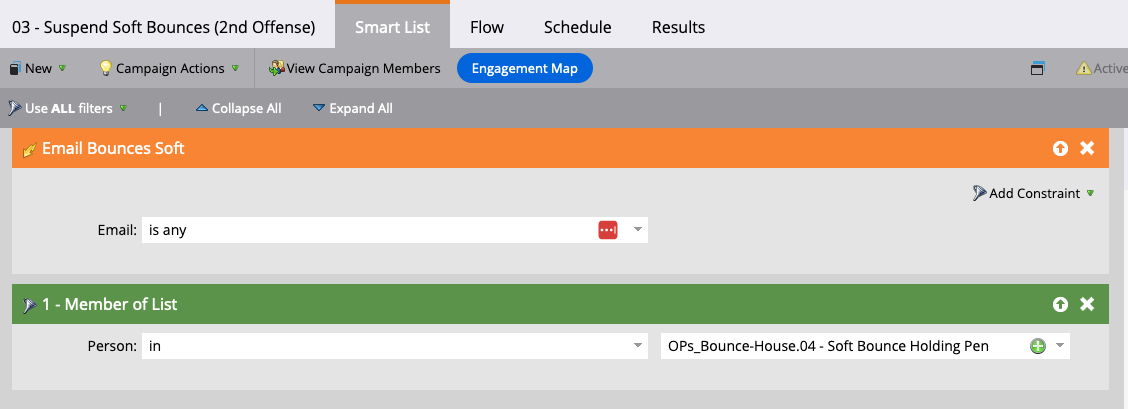 03 - Suspend Soft Bounces (2nd Offense) Smart List Flow Schedule Results
New Campaign Actions View Campaign Members Engagement Map Active
Use ALL filters | Collapse All Expand All
Email Bounces Soft
Add Constraint
Email: is any
1 - Member of List
Person: in OPs_Bounce-House.04 - Soft Bounce Holding Pen